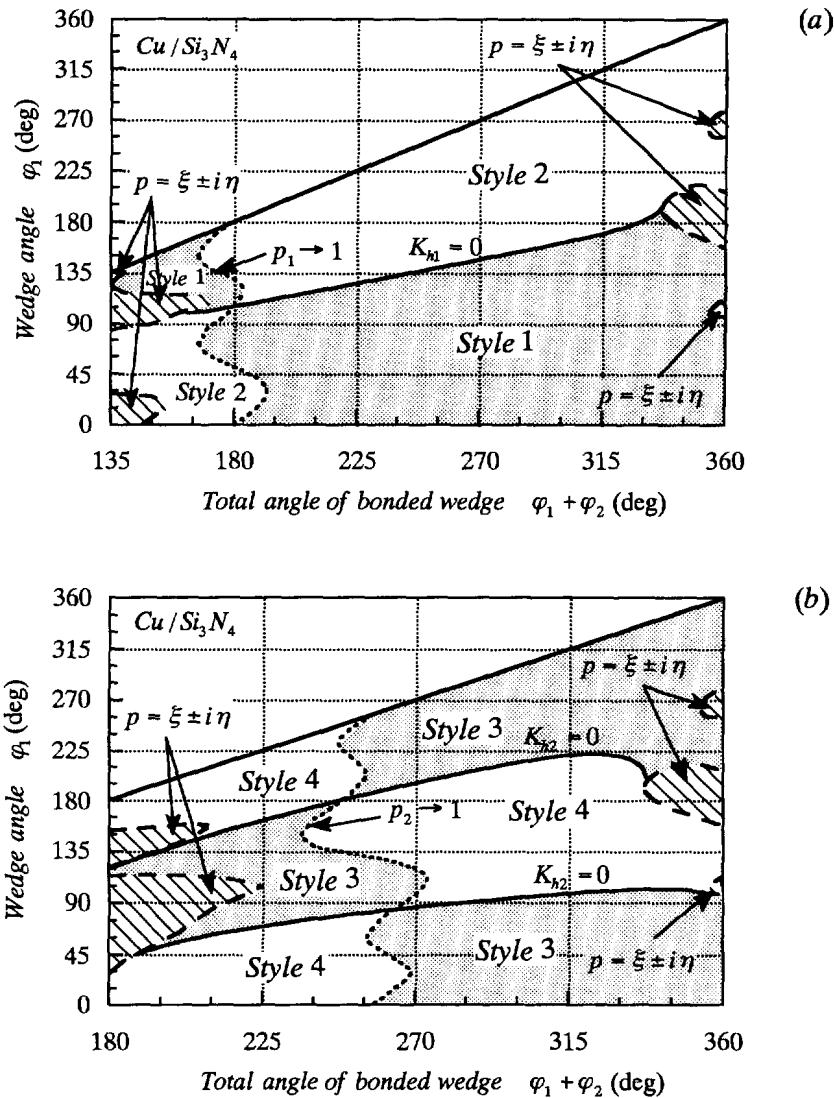 (a)
Cu/Si₃N₄
Wedge angle φ₁ (deg)
360
315
270
225
180
135
90
45
0
p = ξ ± iη
p = ξ ± iη
Style 2
p₁ → 1
Kₕ₁ = 0
Style 1
Style 1
Style 2
p = ξ ± iη
135 180 225 270 315 360
Total angle of bonded wedge φ₁ + φ₂ (deg)
(b)
Cu/Si₃N₄
Wedge angle φ₁ (deg)
360
315
270
225
180
135
90
45
0
p = ξ ± iη
p = ξ ± iη
Style 3
Kₕ₂ = 0
Style 4
p₂ → 1
Style 4
Style 3
Kₕ₂ = 0
Style 4
Style 3
p = ξ ± iη
180 225 270 315 360
Total angle of bonded wedge φ₁ + φ₂ (deg)